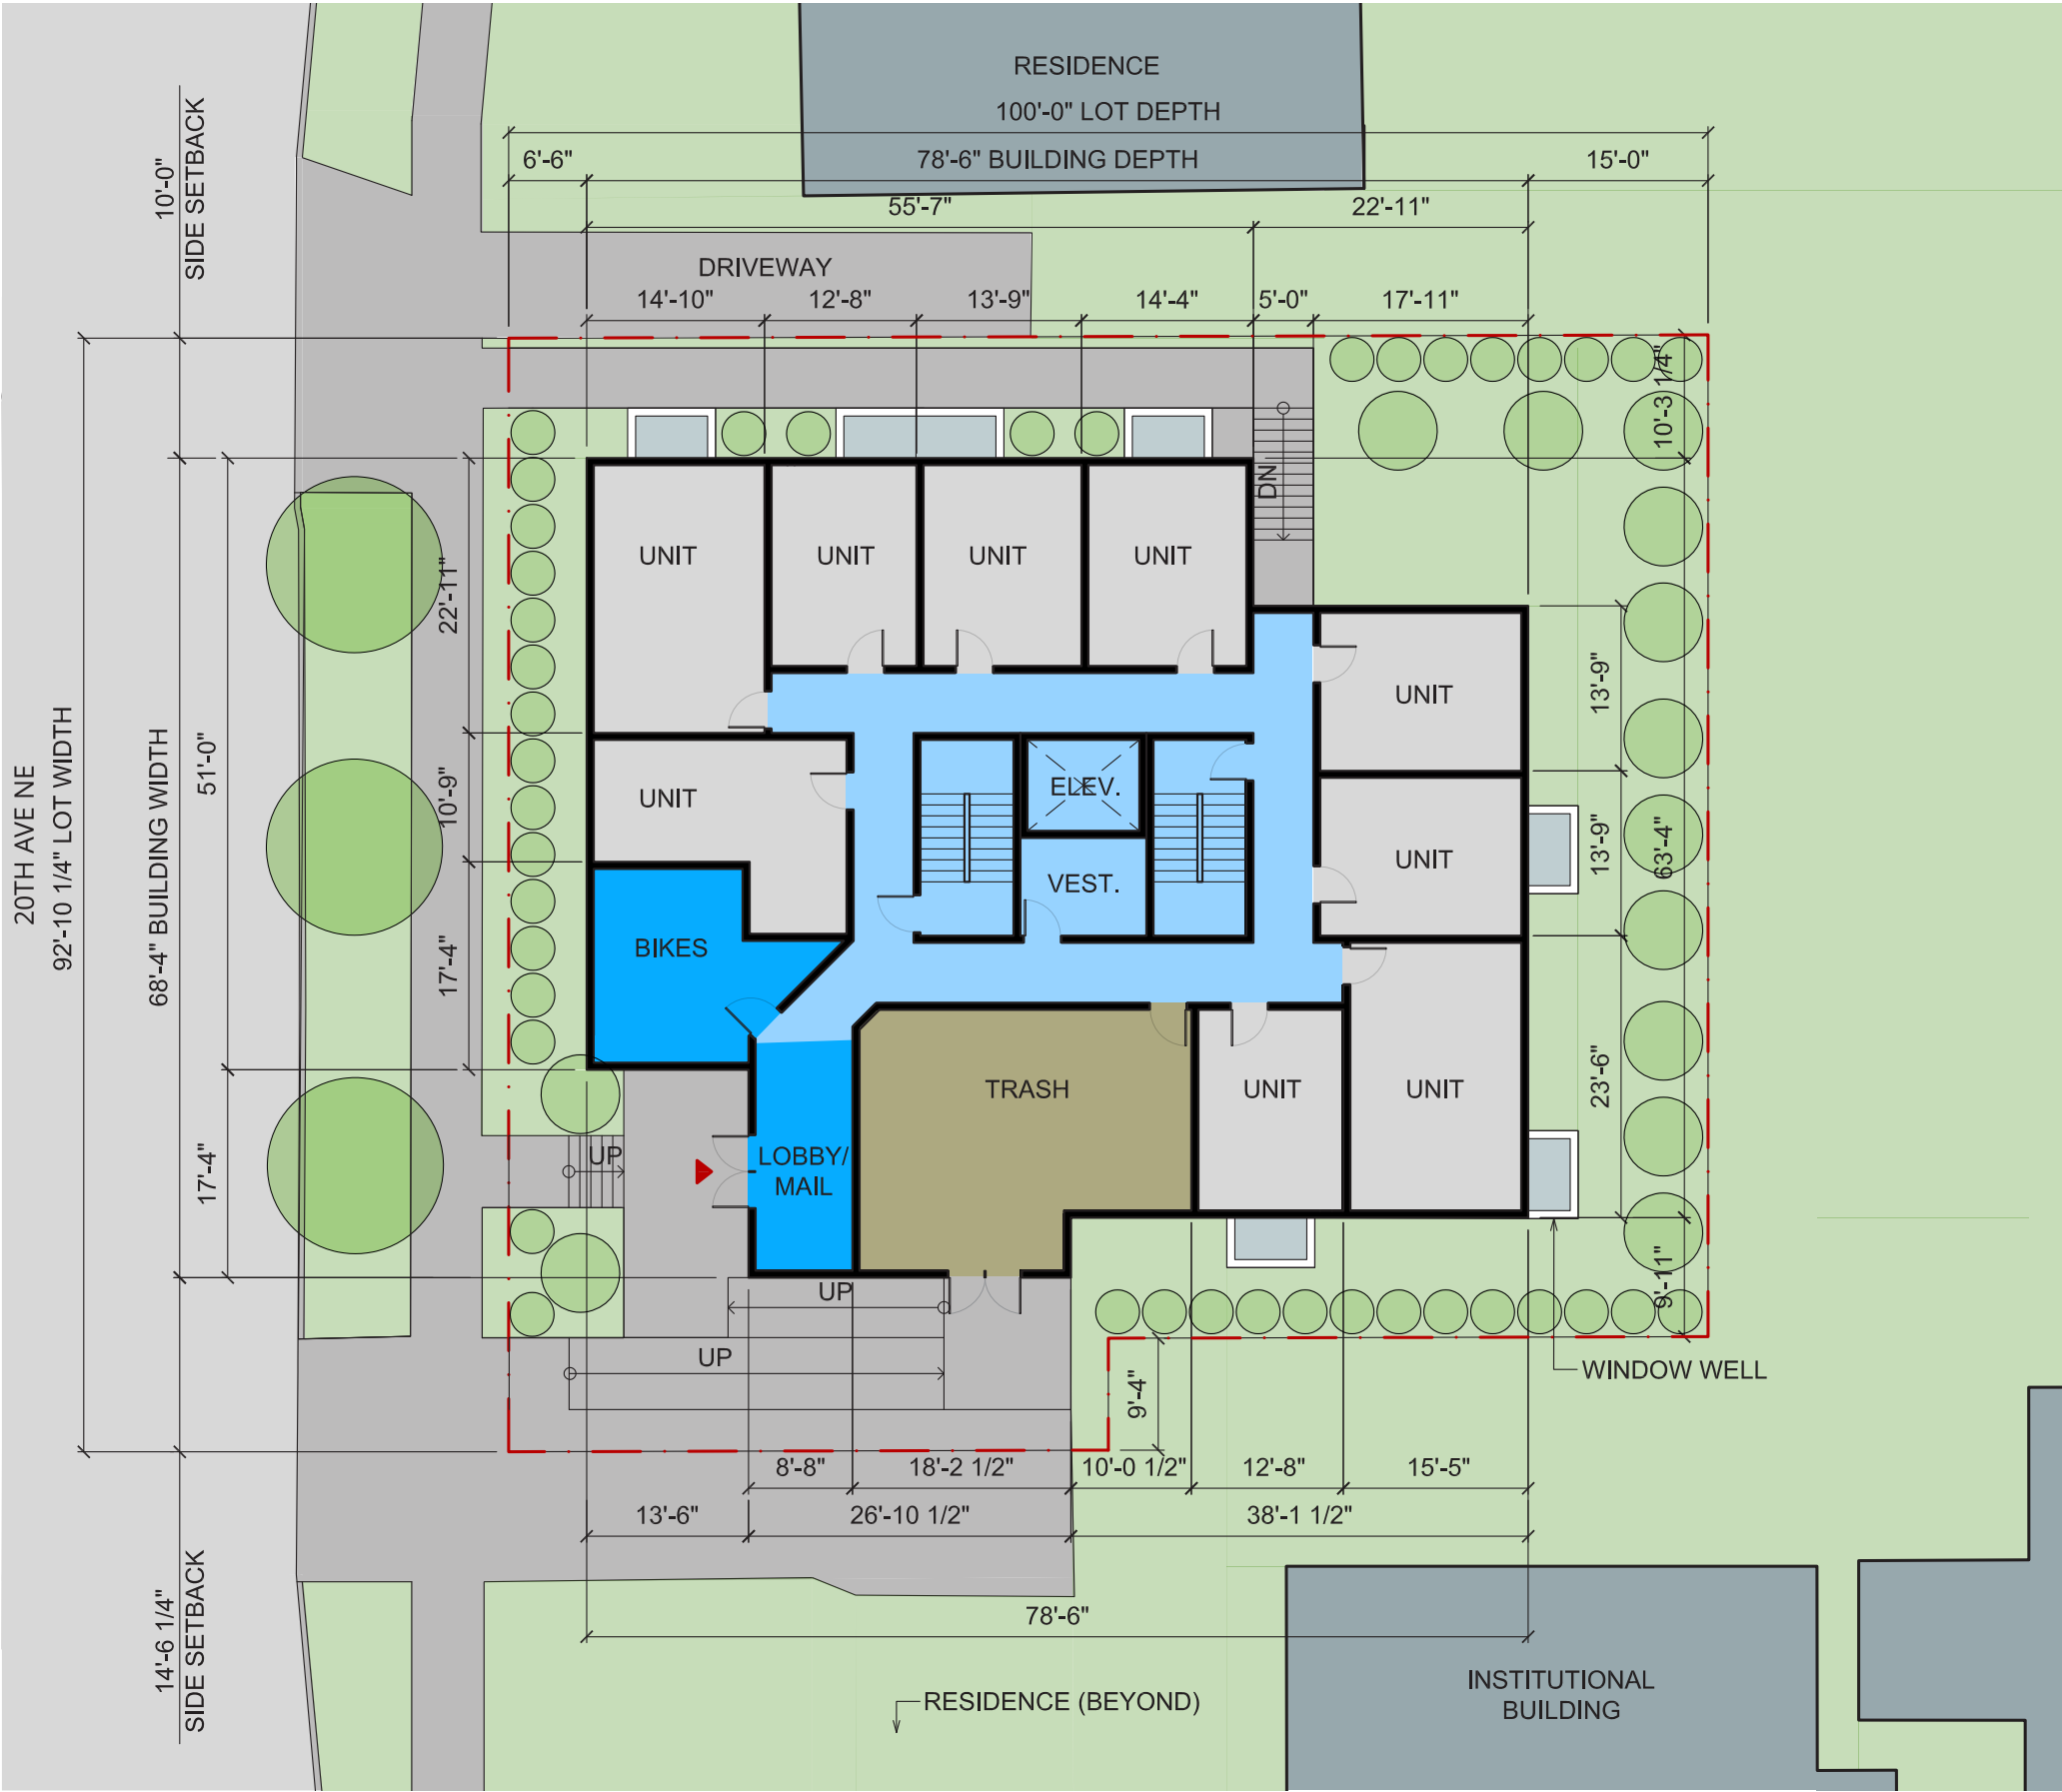 RESIDENCE
100'-0" LOT DEPTH
6'-6"
78'-6" BUILDING DEPTH
15'-0"
55'-7"
22'-11"
10'-0"
SIDE SETBACK
DRIVEWAY
14'-10"
12'-8"
13'-9"
14'-4"
5'-0"
17'-11"
10'-3 1/4"
DN
UNIT
UNIT
UNIT
UNIT
22'-11"
UNIT
13'-9"
20TH AVE NE
92'-10 1/4" LOT WIDTH
68'-4" BUILDING WIDTH
51'-0"
10'-9"
UNIT
ELEV.
VEST.
UNIT
13'-9"
63'-4"
BIKES
17'-4"
TRASH
UNIT
UNIT
23'-6"
17'-4"
UP
LOBBY/
MAIL
UP
9'-11"
UP
9'-4"
WINDOW WELL
8'-8"
18'-2 1/2"
10'-0 1/2"
12'-8"
15'-5"
13'-6"
26'-10 1/2"
38'-1 1/2"
14'-6 1/4"
SIDE SETBACK
78'-6"
RESIDENCE (BEYOND)
INSTITUTIONAL
BUILDING